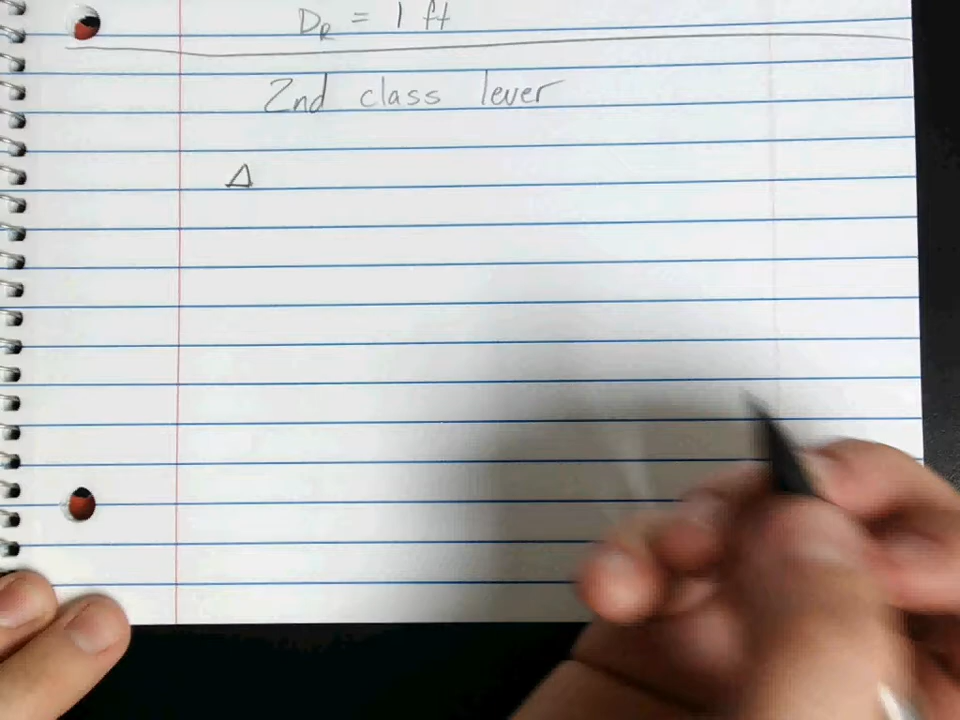 D_R = 1 ft
2nd class lever